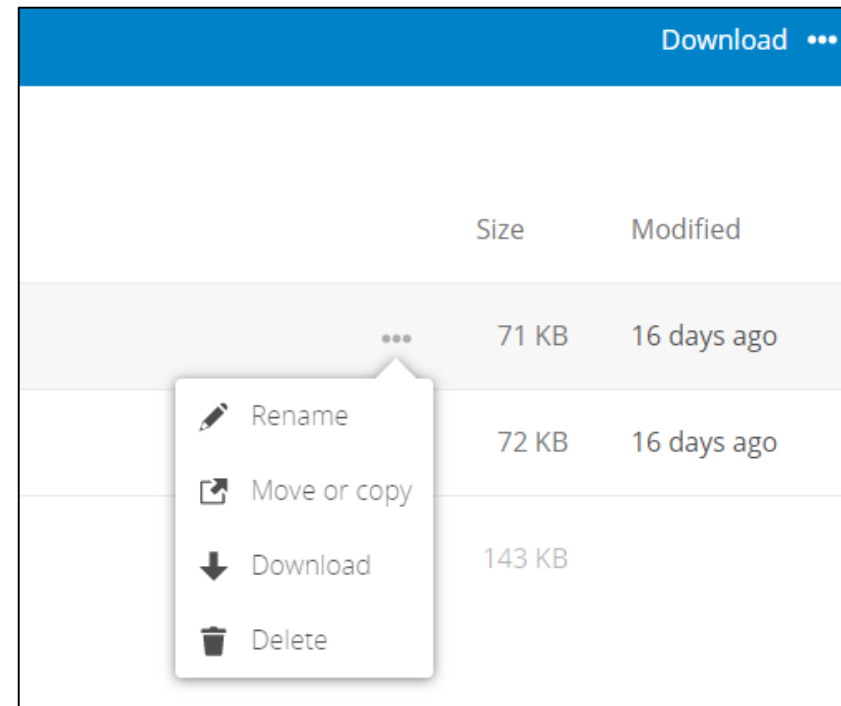 Download
Size Modified
71 KB 16 days ago
Rename
72 KB 16 days ago
Move or copy
Download
143 KB
Delete